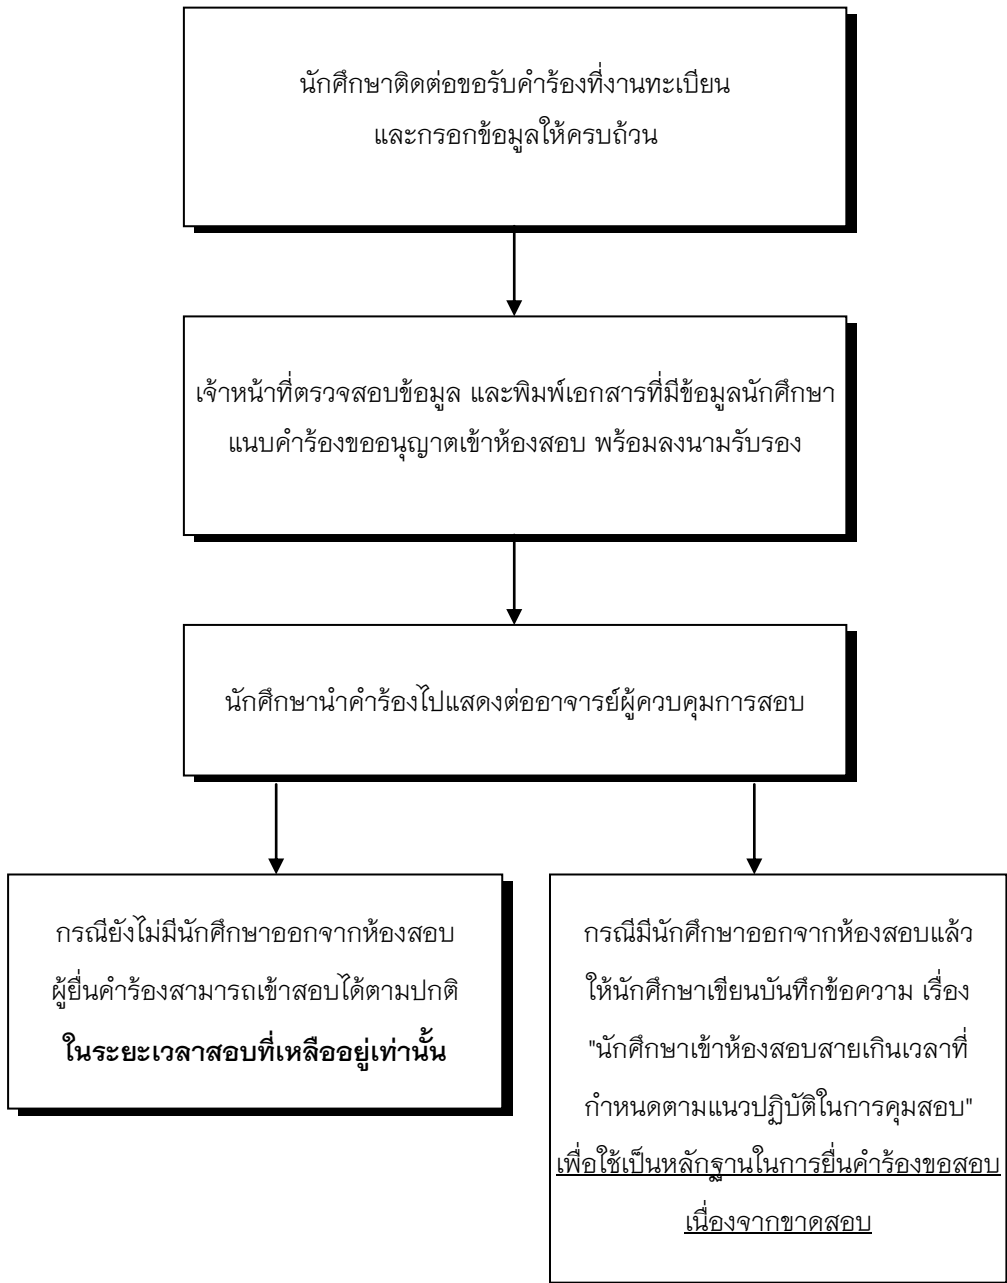 นักศึกษาติดต่อขอรับคำร้องที่งานทะเบียน
และกรอกข้อมูลให้ครบถ้วน
เจ้าหน้าที่ตรวจสอบข้อมูล และพิมพ์เอกสารที่มีข้อมูลนักศึกษา
แนบคำร้องขออนุญาตเข้าห้องสอบ พร้อมลงนามรับรอง
นักศึกษานำคำร้องไปแสดงต่ออาจารย์ผู้ควบคุมการสอบ
กรณียังไม่มีนักศึกษาออกจากห้องสอบ
ผู้ยื่นคำร้องสามารถเข้าสอบได้ตามปกติ
ในระยะเวลาสอบที่เหลืออยู่เท่านั้น
กรณีมีนักศึกษาออกจากห้องสอบแล้ว
ให้นักศึกษาเขียนบันทึกข้อความ เรื่อง
"นักศึกษาเข้าห้องสอบสายเกินเวลาที่
กำหนดตามแนวปฏิบัติในการคุมสอบ"
เพื่อใช้เป็นหลักฐานในการยื่นคำร้องขอสอบ
เนื่องจากขาดสอบ